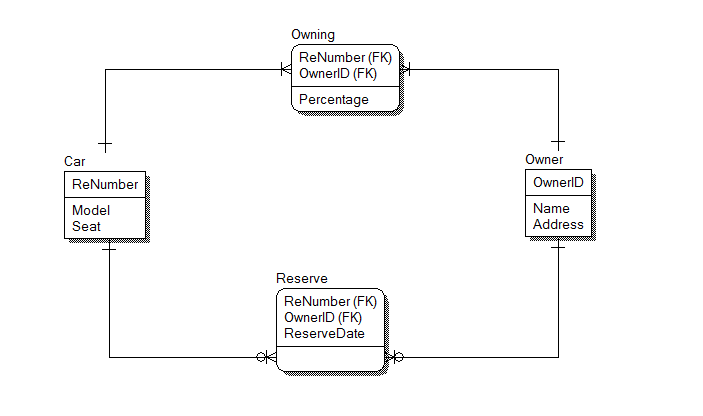 Owning
ReNumber (FK)
OwnerID (FK)
Percentage
Car
ReNumber
Model
Seat
Owner
OwnerID
Name
Address
Reserve
ReNumber (FK)
OwnerID (FK)
ReserveDate